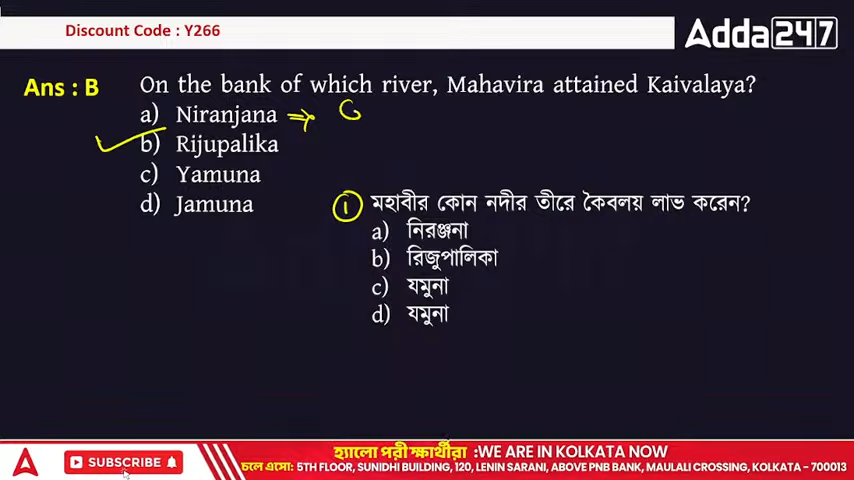 Discount Code : Y266
Adda247
Ans : B
On the bank of which river, Mahavira attained Kaivalaya?
a) Niranjana ⇒ G
b) Rijupalika
c) Yamuna
d) Jamuna
1 মহাবীর কোন নদীর তীরে কৈবলয় লাভ করেন?
a) নিরঞ্জনা
b) রিজুপালিকা
c) যমুনা
d) যমুনা
SUBSCRIBE
হ্যালো পরীক্ষার্থীরা :WE ARE IN KOLKATA NOW
চলে এসো: 5TH FLOOR, SUNIDHI BUILDING, 120, LENIN SARANI, ABOVE PNB BANK, MAULALI CROSSING, KOLKATA - 700013